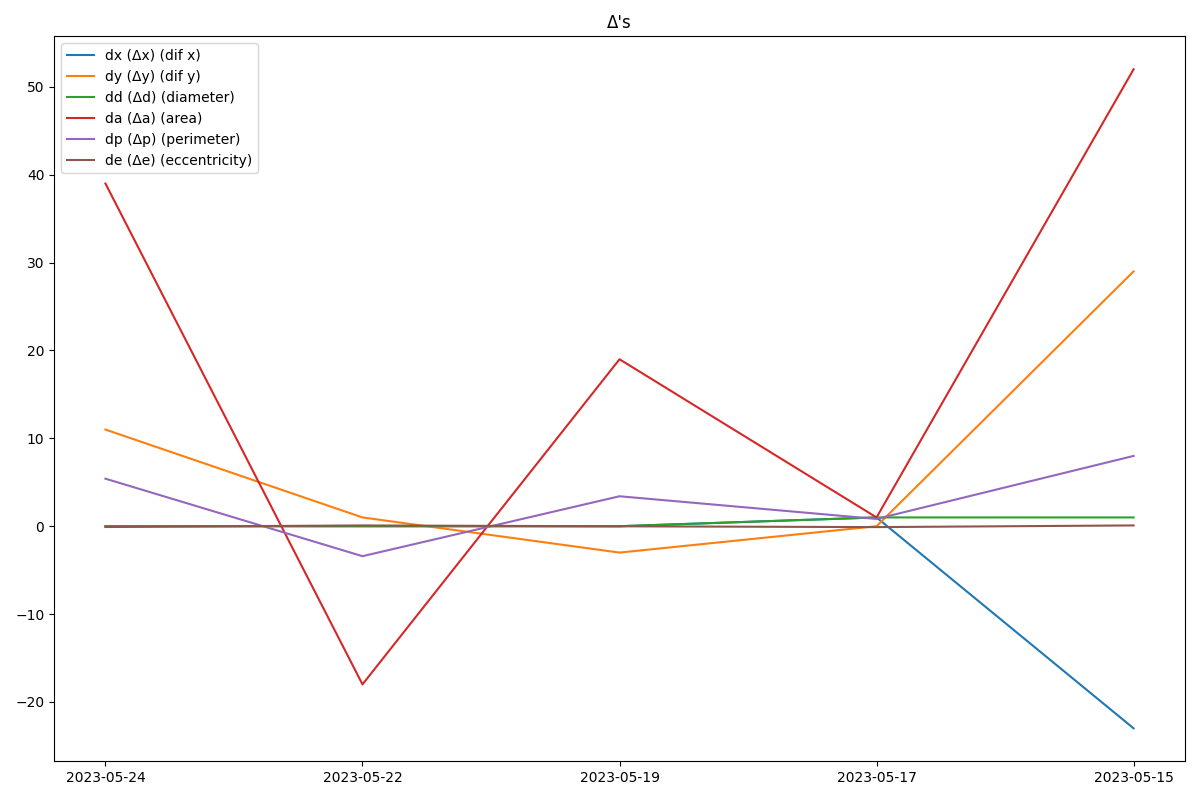 Δ's
dx (Δx) (dif x)
dy (Δy) (dif y)
dd (Δd) (diameter)
da (Δa) (area)
dp (Δp) (perimeter)
de (Δe) (eccentricity)
50
40
30
20
10
0
−10
−20
2023-05-24 2023-05-22 2023-05-19 2023-05-17 2023-05-15